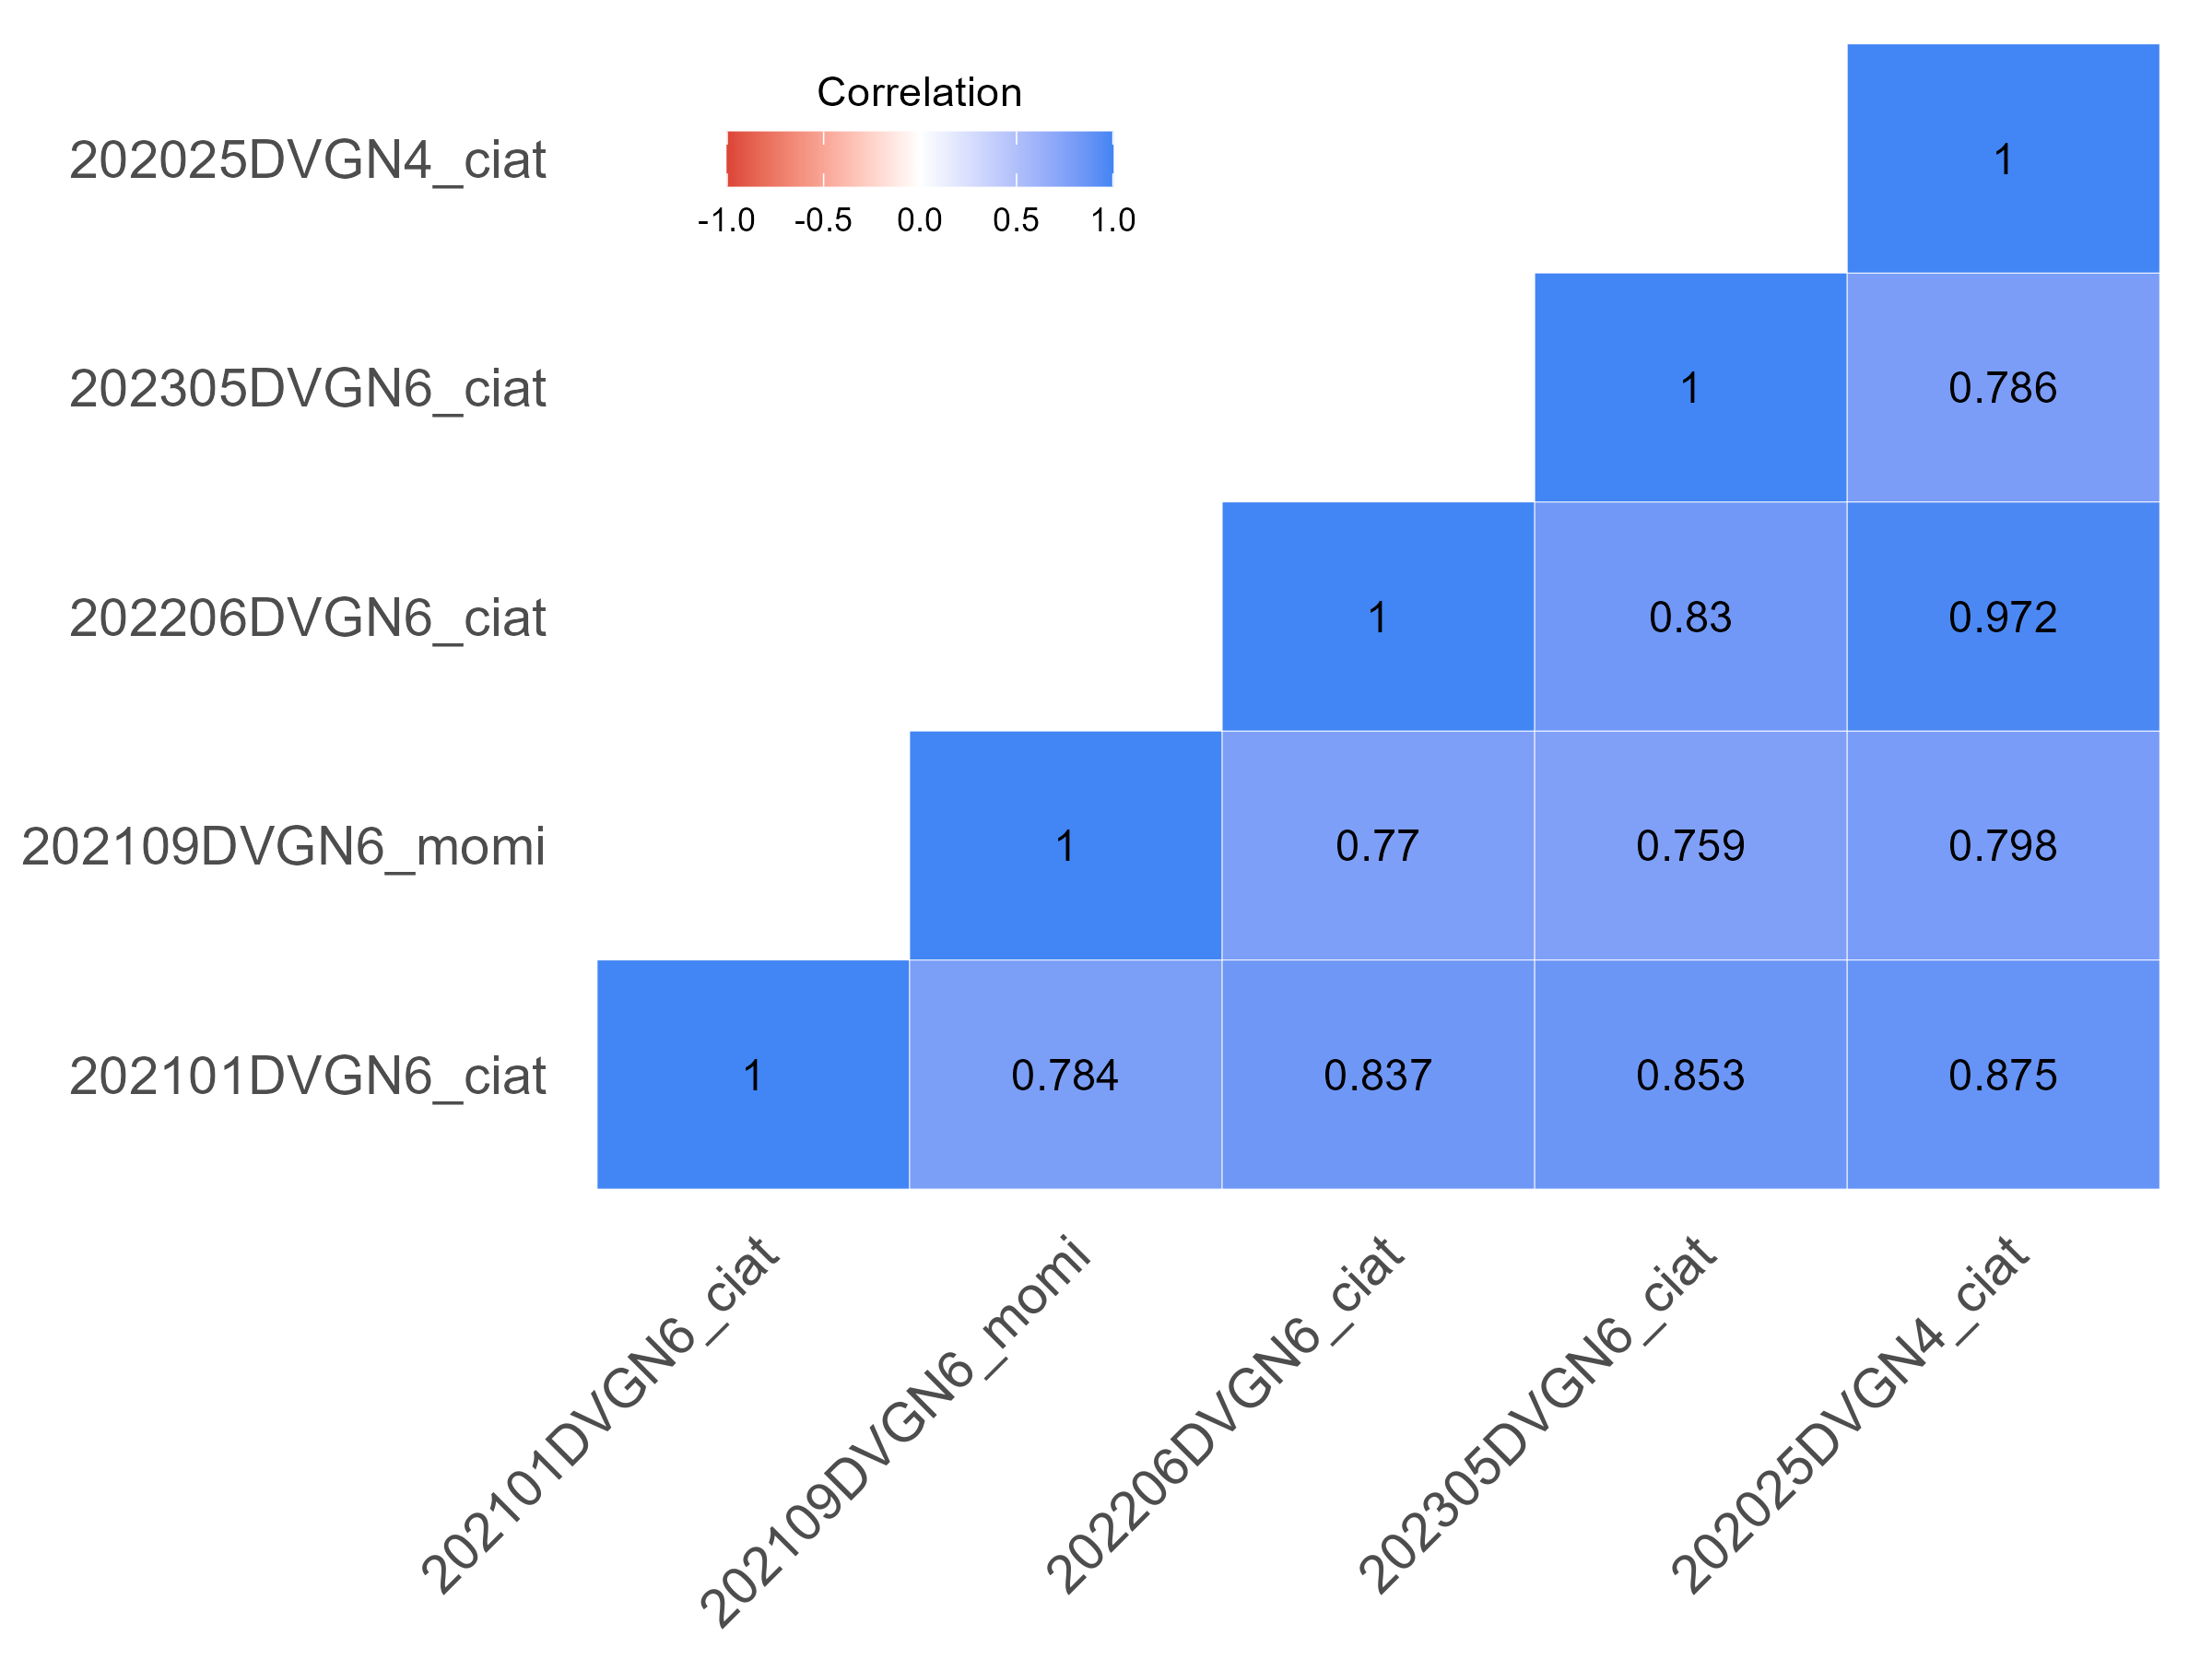 Correlation
-1.0 -0.5 0.0 0.5 1.0
202025DVGN4_ciat 1
202305DVGN6_ciat 1 0.786
202206DVGN6_ciat 1 0.83 0.972
202109DVGN6_momi 1 0.77 0.759 0.798
202101DVGN6_ciat 1 0.784 0.837 0.853 0.875
202101DVGN6_ciat
202109DVGN6_momi
202206DVGN6_ciat
202305DVGN6_ciat
202025DVGN4_ciat